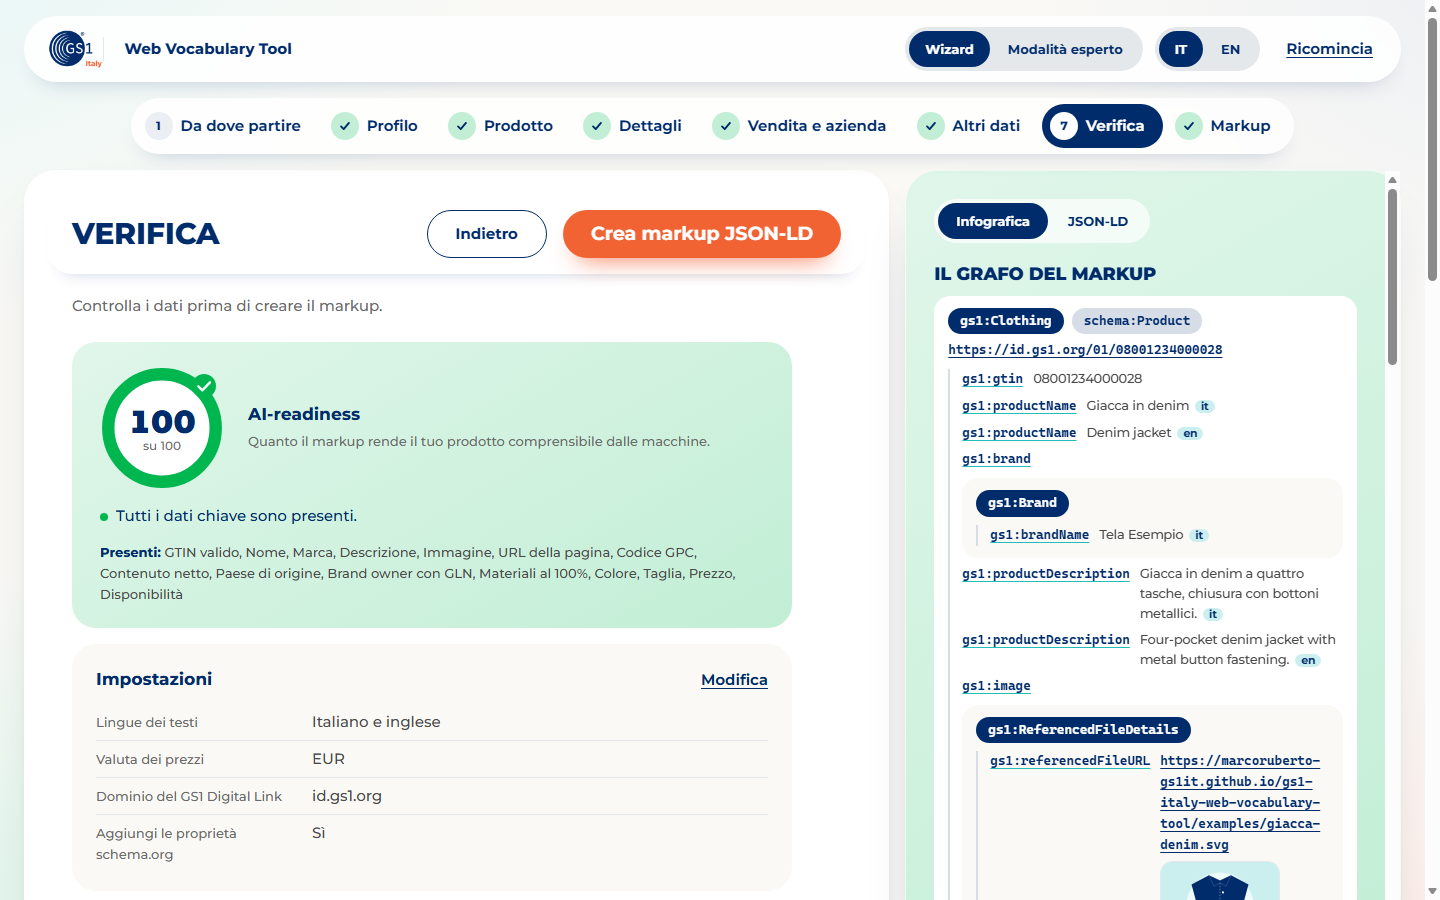 GS1
Italy
Web Vocabulary Tool
Wizard
Modalità esperto
IT
EN
Ricomincia
1 Da dove partire
Profilo
Prodotto
Dettagli
Vendita e azienda
Altri dati
7 Verifica
Markup
VERIFICA
Indietro
Crea markup JSON-LD
Controlla i dati prima di creare il markup.
100
su 100
AI-readiness
Quanto il markup rende il tuo prodotto comprensibile dalle macchine.
Tutti i dati chiave sono presenti.
Presenti: GTIN valido, Nome, Marca, Descrizione, Immagine, URL della pagina, Codice GPC,
Contenuto netto, Paese di origine, Brand owner con GLN, Materiali al 100%, Colore, Taglia, Prezzo,
Disponibilità
Impostazioni
Modifica
Lingue dei testi Italiano e inglese
Valuta dei prezzi EUR
Dominio del GS1 Digital Link id.gs1.org
Aggiungi le proprietà Sì
schema.org
Infografica
JSON-LD
IL GRAFO DEL MARKUP
gs1:Clothing schema:Product
https://id.gs1.org/01/08001234000028
gs1:gtin 08001234000028
gs1:productName Giacca in denim it
gs1:productName Denim jacket en
gs1:brand
gs1:Brand
gs1:brandName Tela Esempio it
gs1:productDescription Giacca in denim a quattro
tasche, chiusura con bottoni
metallici. it
gs1:productDescription Four-pocket denim jacket with
metal button fastening. en
gs1:image
gs1:ReferencedFileDetails
gs1:referencedFileURL https://marcoruberto-
gs1it.github.io/gs1-
italy-web-vocabulary-
tool/examples/giacca-
denim.svg